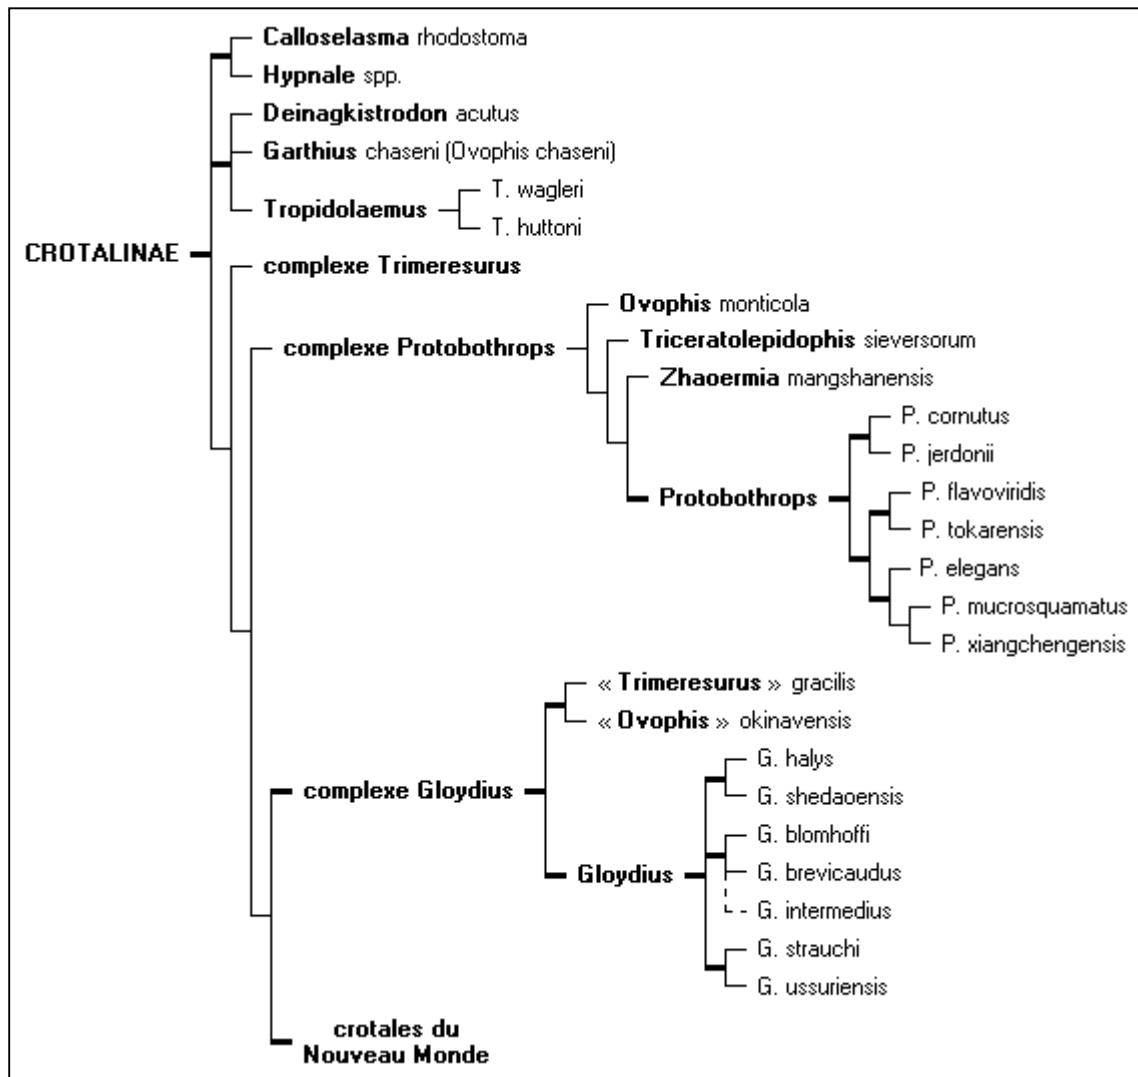 Calloselasma rhodostoma
Hypnale spp.
Deinagkistrodon acutus
Garthius chaseni (Ovophis chaseni)
T. wagleri
Tropidolaemus
T. huttoni
CROTALINAE
complexe Trimeresurus
Ovophis monticola
Triceratolepidophis sieversorum
complexe Protobothrops
Zhaoermia mangshanensis
P. cornutus
P. jerdonii
P. flavoviridis
Protobothrops
P. tokarensis
P. elegans
P. mucrosquamatus
P. xiangchengensis
« Trimeresurus » gracilis
« Ovophis » okinavensis
G. halys
complexe Gloydius
G. shedaoensis
G. blomhoffi
Gloydius
G. brevicaudus
G. intermedius
G. strauchi
G. ussuriensis
crotales du
Nouveau Monde